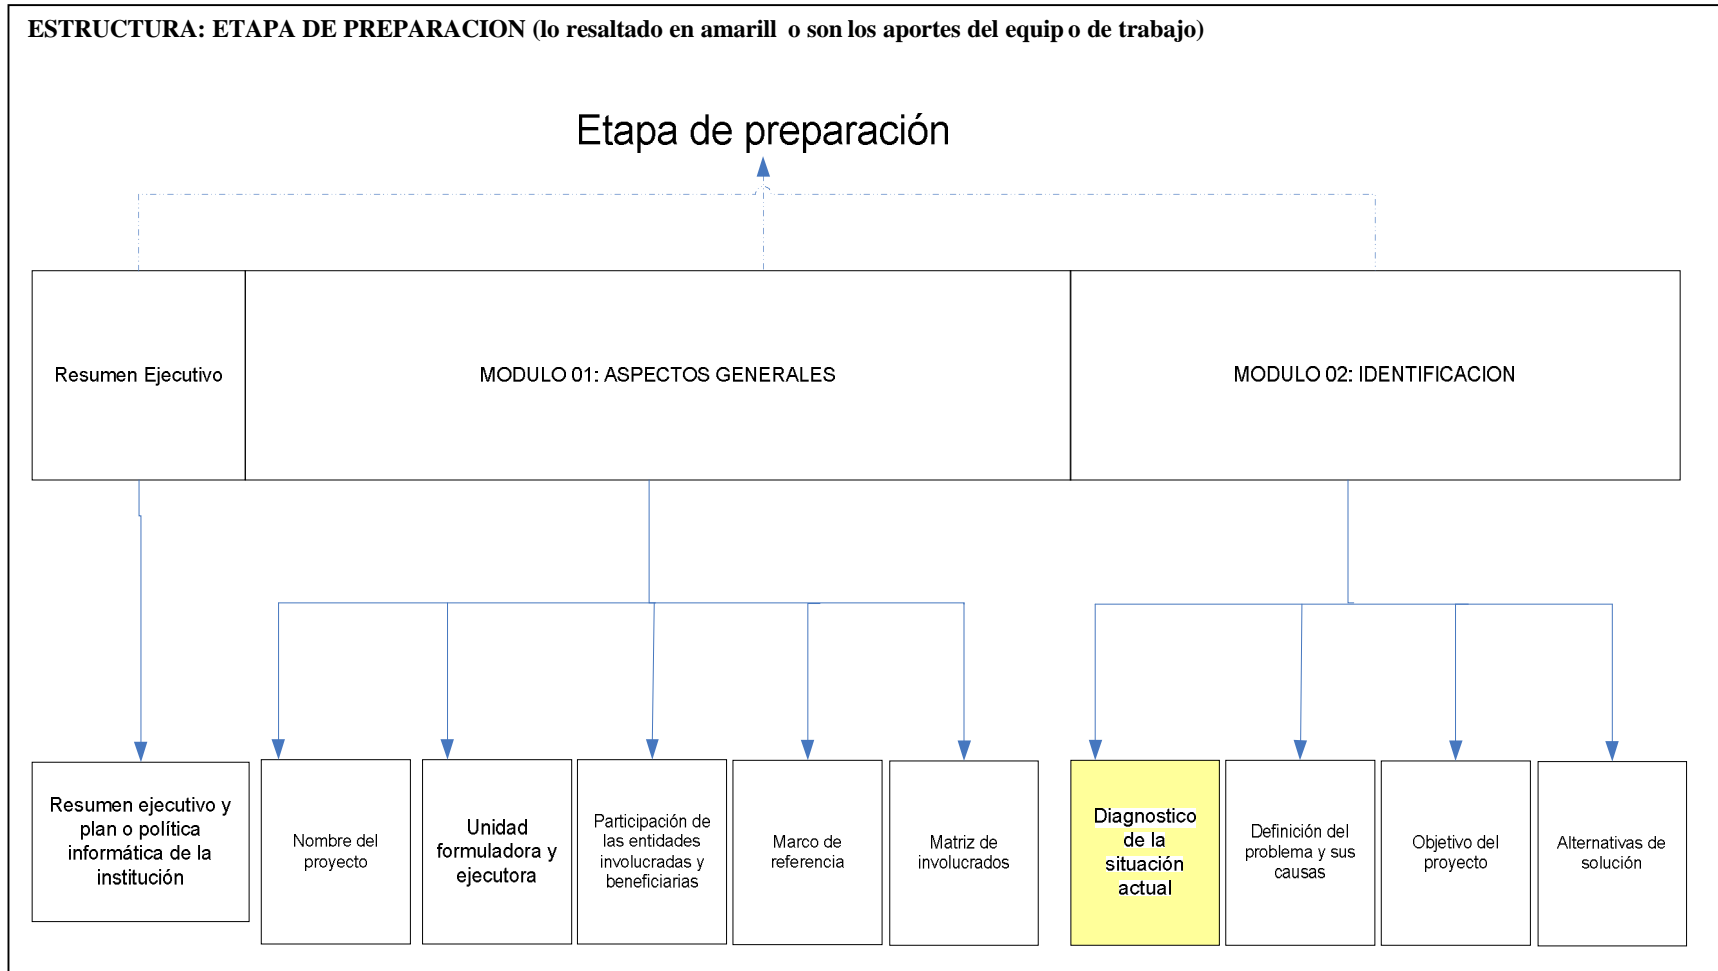 ESTRUCTURA: ETAPA DE PREPARACION (lo resaltado en amarill o son los aportes del equip o de trabajo)
Etapa de preparación
Resumen Ejecutivo
MODULO 01: ASPECTOS GENERALES
MODULO 02: IDENTIFICACION
Resumen ejecutivo y
plan o política
informática de la
institución
Nombre del
proyecto
Unidad
formuladora y
ejecutora
Participación de
las entidades
involucradas y
beneficiarias
Marco de
referencia
Matriz de
involucrados
Diagnostico
de la
situación
actual
Definición del
problema y sus
causas
Objetivo del
proyecto
Alternativas de
solución